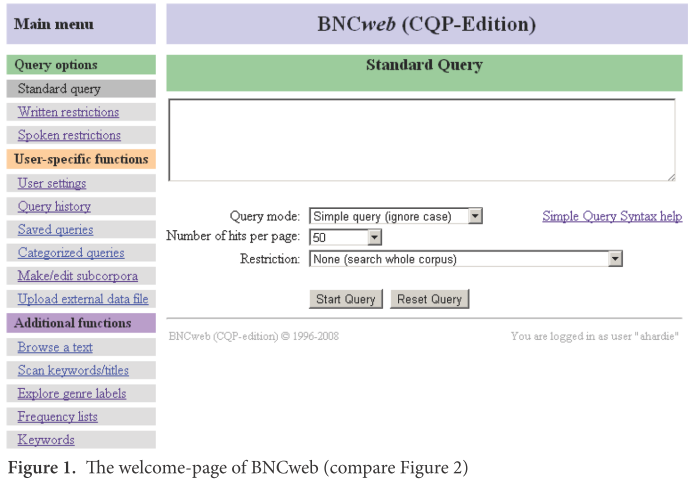 Main menu
BNCweb (CQP-Edition)
Query options
Standard query
Written restrictions
Spoken restrictions
User-specific functions
User settings
Query history
Saved queries
Categorized queries
Make/edit subcorpora
Upload external data file
Additional functions
Browse a text
Scan keywords/titles
Explore genre labels
Frequency lists
Keywords
Standard Query
Query mode: Simple query (ignore case) Simple Query Syntax help
Number of hits per page: 50
Restriction: None (search whole corpus)
Start Query Reset Query
BNCweb (CQP-edition) © 1996-2008 You are logged in as user "ahardie"
Figure 1. The welcome-page of BNCweb (compare Figure 2)